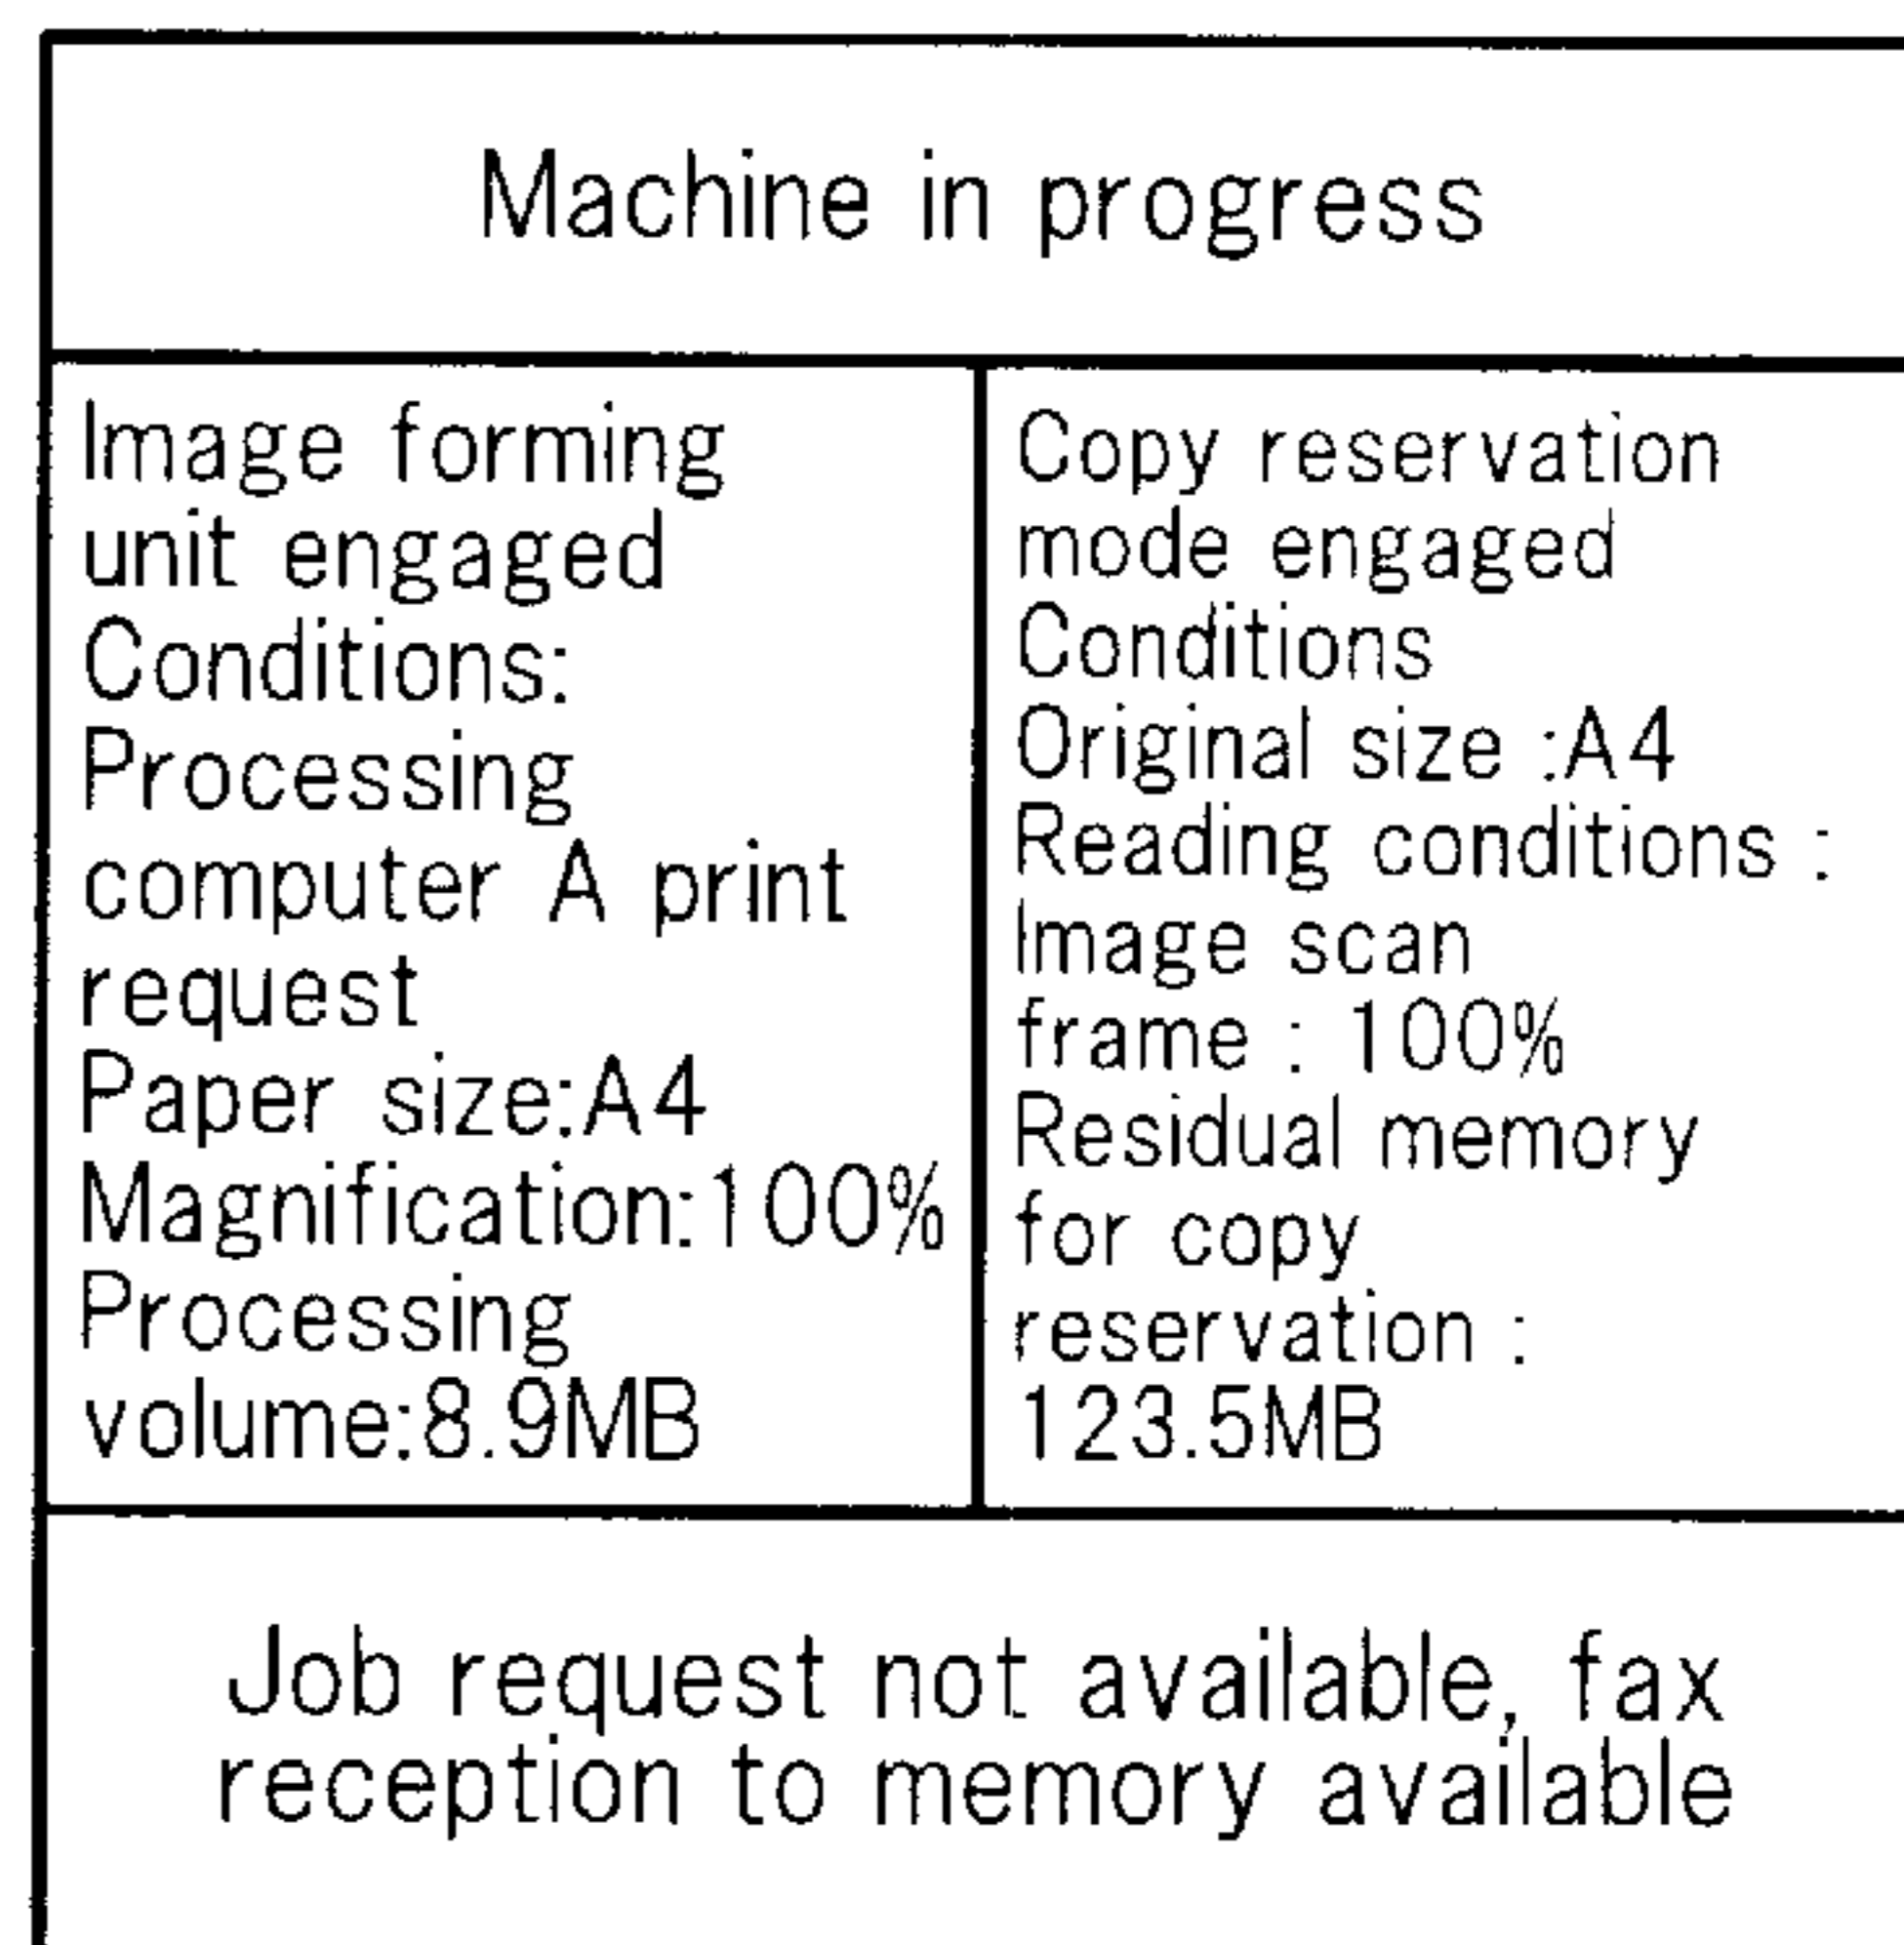 Machine in progress
Image forming
unit engaged
Conditions:
Processing
computer A print
request
Paper size:A4
Magnification:100%
Processing
volume:8.9MB
Copy reservation
mode engaged
Conditions
Original size :A4
Reading conditions :
Image scan
frame : 100%
Residual memory
for copy
reservation :
123.5MB
Job request not available, fax
reception to memory available